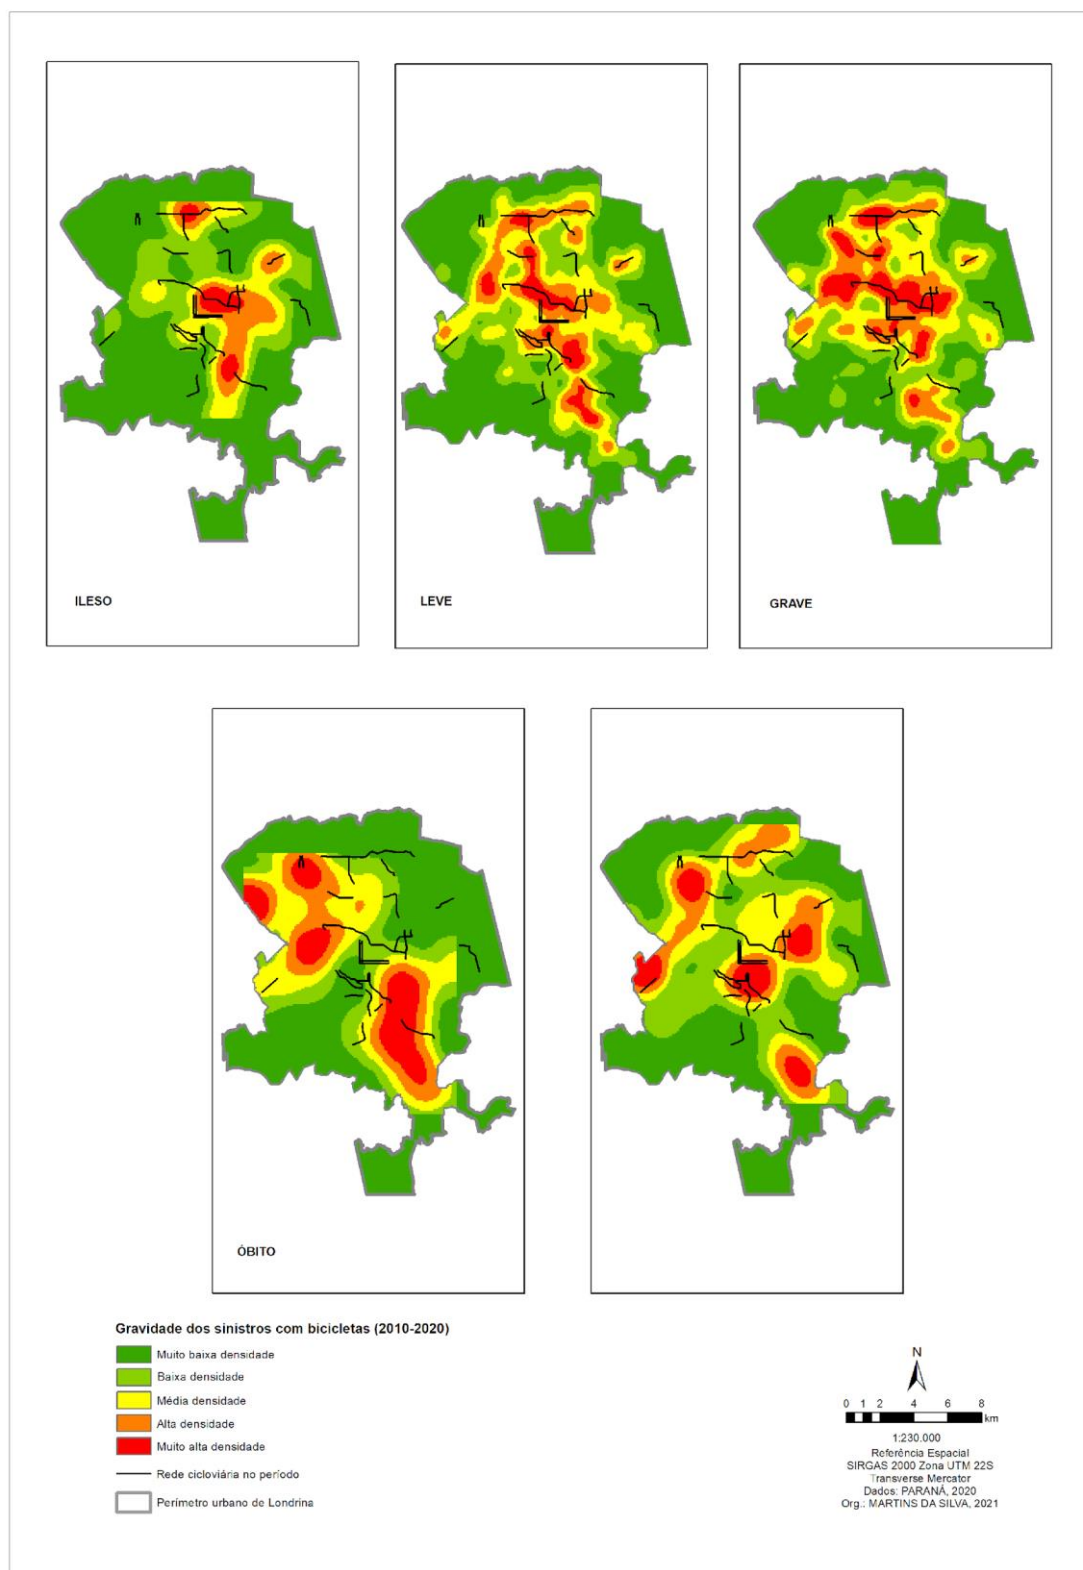 ILESO
LEVE
GRAVE
ÓBITO
Gravidade dos sinistros com bicicletas (2010-2020)
Muito baixa densidade
Baixa densidade
Média densidade
Alta densidade
Muito alta densidade
Rede cicloviária no período
Perímetro urbano de Londrina
N
0 1 2 4 6 8
km
1:230.000
Referência Espacial
SIRGAS 2000 Zona UTM 22S
Transverse Mercator
Dados: PARANÁ, 2020
Org.: MARTINS DA SILVA, 2021